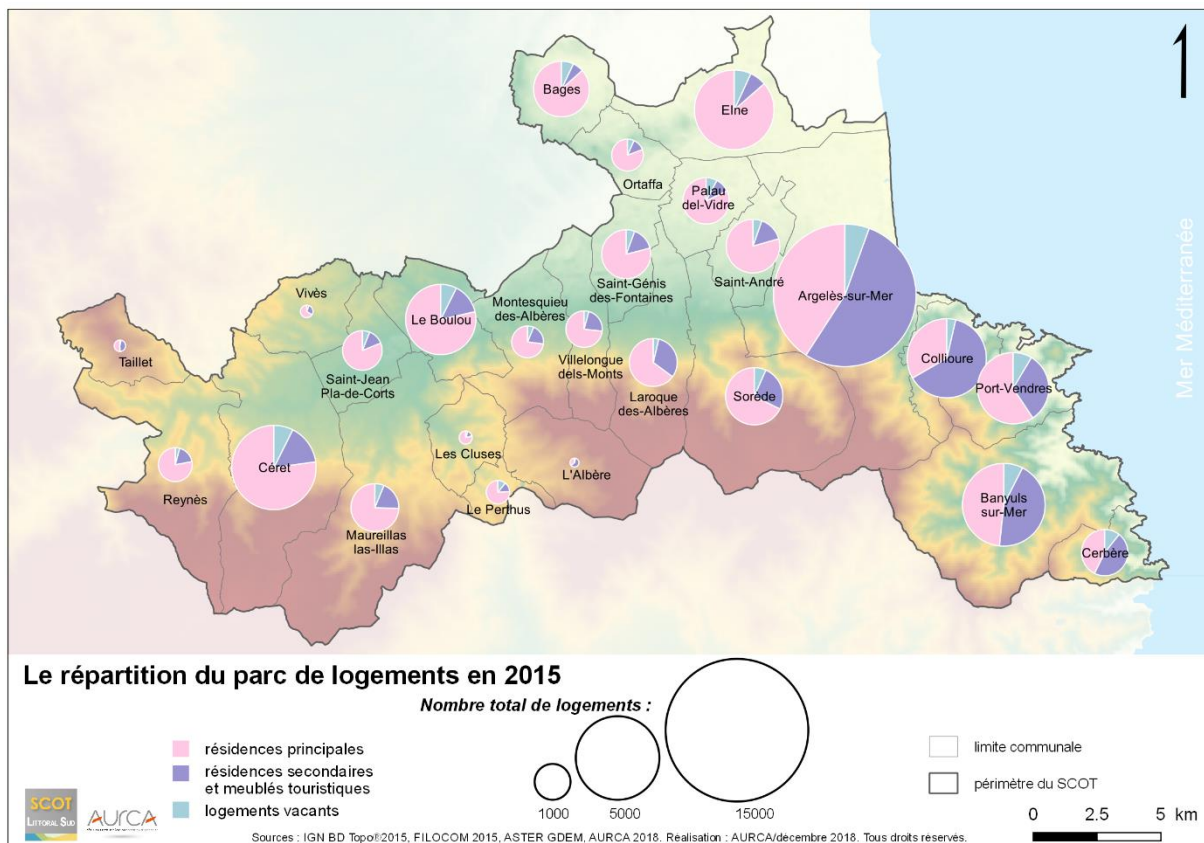 Bages
Elne
Ortaffa
Palau
del-Vidre
Saint-André
Saint-Génis
des-Fontaines
Argelès-sur-Mer
Mer Méditerranée
Vivès
Le Boulou
Montesquieu
des-Albères
Taillet
Saint-Jean
Pla-de-Corts
Villelongue
dels-Monts
Laroque
des-Albères
Sorède
Collioure
Port-Vendres
Les Cluses
L'Albère
Céret
Reynès
Le Perthus
Maureillas
las-Illas
Banyuls
sur-Mer
Cerbère
Le répartition du parc de logements en 2015
Nombre total de logements :
résidences principales
résidences secondaires
et meublés touristiques
logements vacants
1000
5000
15000
limite communale
périmètre du SCOT
0 2.5 5 km
SCOT
LITTORAL SUD
AURCA
Sources : IGN BD Topo®2015, FILOCOM 2015, ASTER GDEM, AURCA 2018. Réalisation : AURCA/décembre 2018. Tous droits réservés.